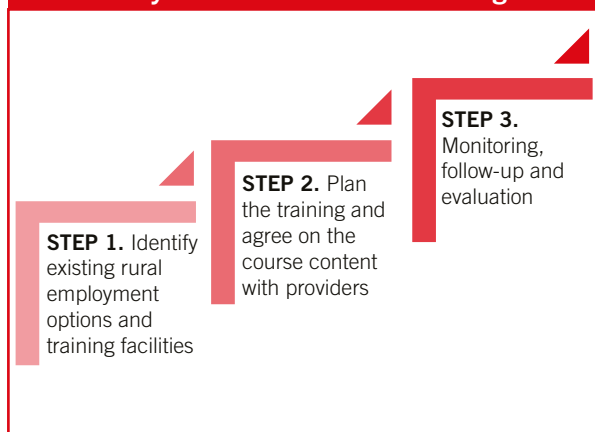 STEP 1. Identify
existing rural
employment
options and
training facilities
STEP 2. Plan
the training and
agree on the
course content
with providers
STEP 3.
Monitoring,
follow-up and
evaluation